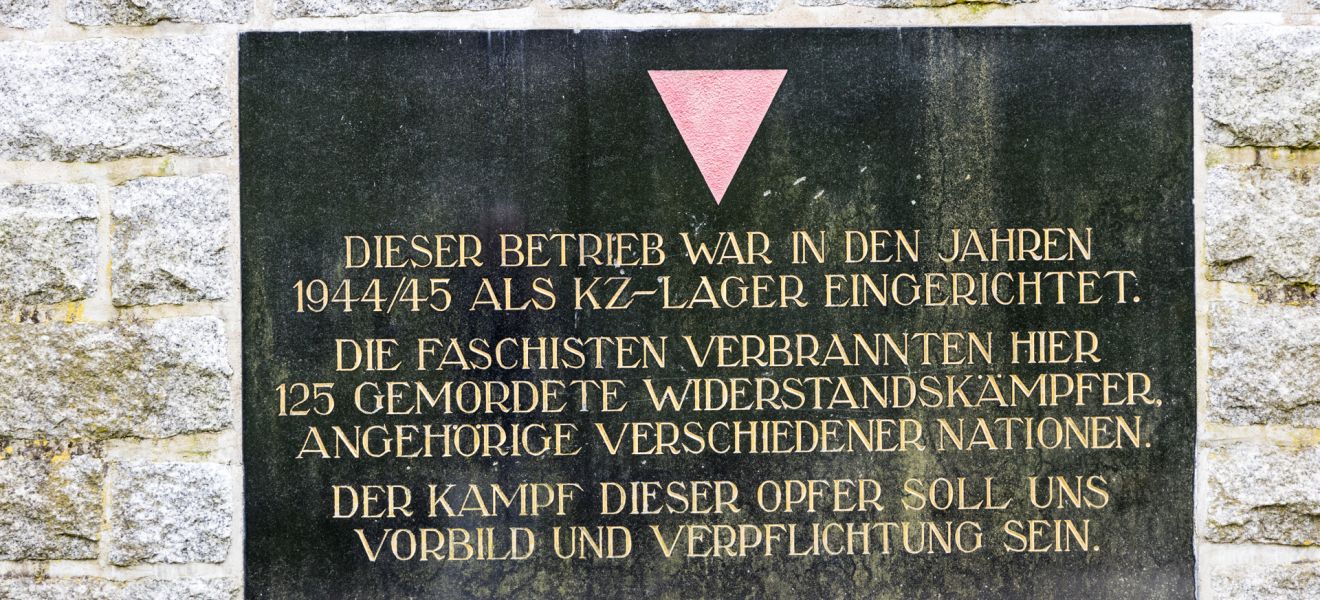 DIESER BETRIEB WAR IN DEN JAHREN
1944/45 ALS KZ-LAGER EINGERICHTET.
DIE FASCHISTEN VERBRANNTEN HIER
125 GEMORDETE WIDERSTANDSKÄMPFER,
ANGEHÖRIGE VERSCHIEDENER NATIONEN.
DER KAMPF DIESER OPFER SOLL UNS
VORBILD UND VERPFLICHTUNG SEIN.